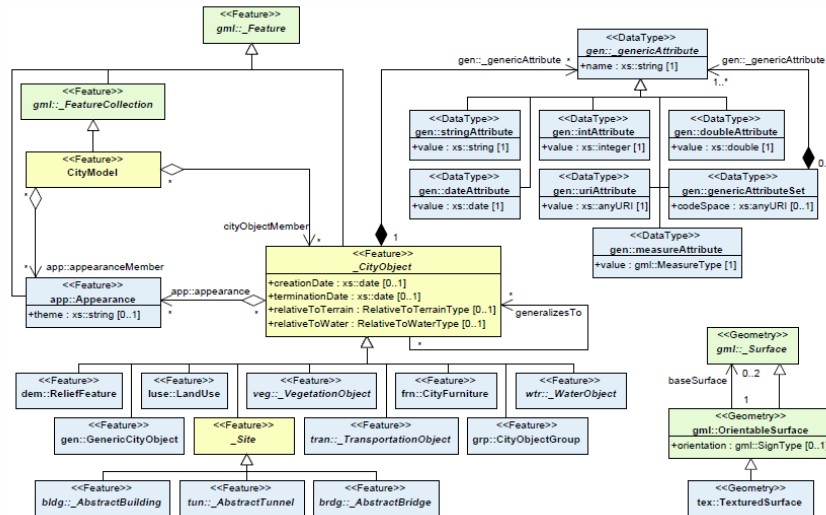 <<Feature>>
gml::_Feature
<<DataType>>
gen::_genericAttribute
+name : xs::string [1]
gen::_genericAttribute
*
gen::_genericAttribute
1..*
<<Feature>>
gml::_FeatureCollection
<<DataType>>
gen::stringAttribute
+value : xs::string [1]
<<DataType>>
gen::intAttribute
+value : xs::integer [1]
<<DataType>>
gen::doubleAttribute
+value : xs::double [1]
<<Feature>>
CityModel
*
*
<<DataType>>
gen::dateAttribute
+value : xs::date [1]
<<DataType>>
gen::uriAttribute
+value : xs::anyURI [1]
<<DataType>>
gen::genericAttributeSet
+codeSpace : xs::anyURI [0..1]
0..
cityObjectMember
*
1
<<DataType>>
gen::measureAttribute
+value : gml::MeasureType [1]
*
app::appearanceMember
<<Feature>>
app::Appearance
+theme : xs::string [0..1]
app::appearance
*
*
<<Feature>>
_CityObject
+creationDate : xs::date [0..1]
+terminationDate : xs::date [0..1]
+relativeToTerrain : RelativeToTerrainType [0..1]
+relativeToWater : RelativeToWaterType [0..1]
*
generalizesTo
*
<<Geometry>>
gml::_Surface
baseSurface
0..2
1
<<Feature>>
dem::ReliefFeature
<<Feature>>
luse::LandUse
<<Feature>>
veg::_VegetationObject
<<Feature>>
frn::CityFurniture
<<Feature>>
wtr::_WaterObject
<<Geometry>>
gml::OrientableSurface
+orientation : gml::SignType [0..1]
<<Feature>>
gen::GenericCityObject
<<Feature>>
_Site
<<Feature>>
tran::_TransportationObject
<<Feature>>
grp::CityObjectGroup
<<Feature>>
bldg::_AbstractBuilding
<<Feature>>
tun::_AbstractTunnel
<<Feature>>
brdg::_AbstractBridge
<<Geometry>>
tex::TexturedSurface